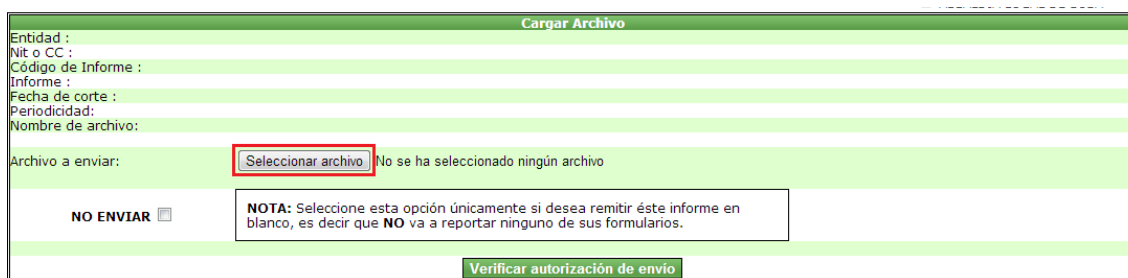 Cargar Archivo
Entidad :
Nit o CC :
Código de Informe :
Informe :
Fecha de corte :
Periodicidad:
Nombre de archivo:
Archivo a enviar: Seleccionar archivo No se ha seleccionado ningún archivo
NO ENVIAR NOTA: Seleccione esta opción únicamente si desea remitir éste informe en
blanco, es decir que NO va a reportar ninguno de sus formularios.
Verificar autorización de envío